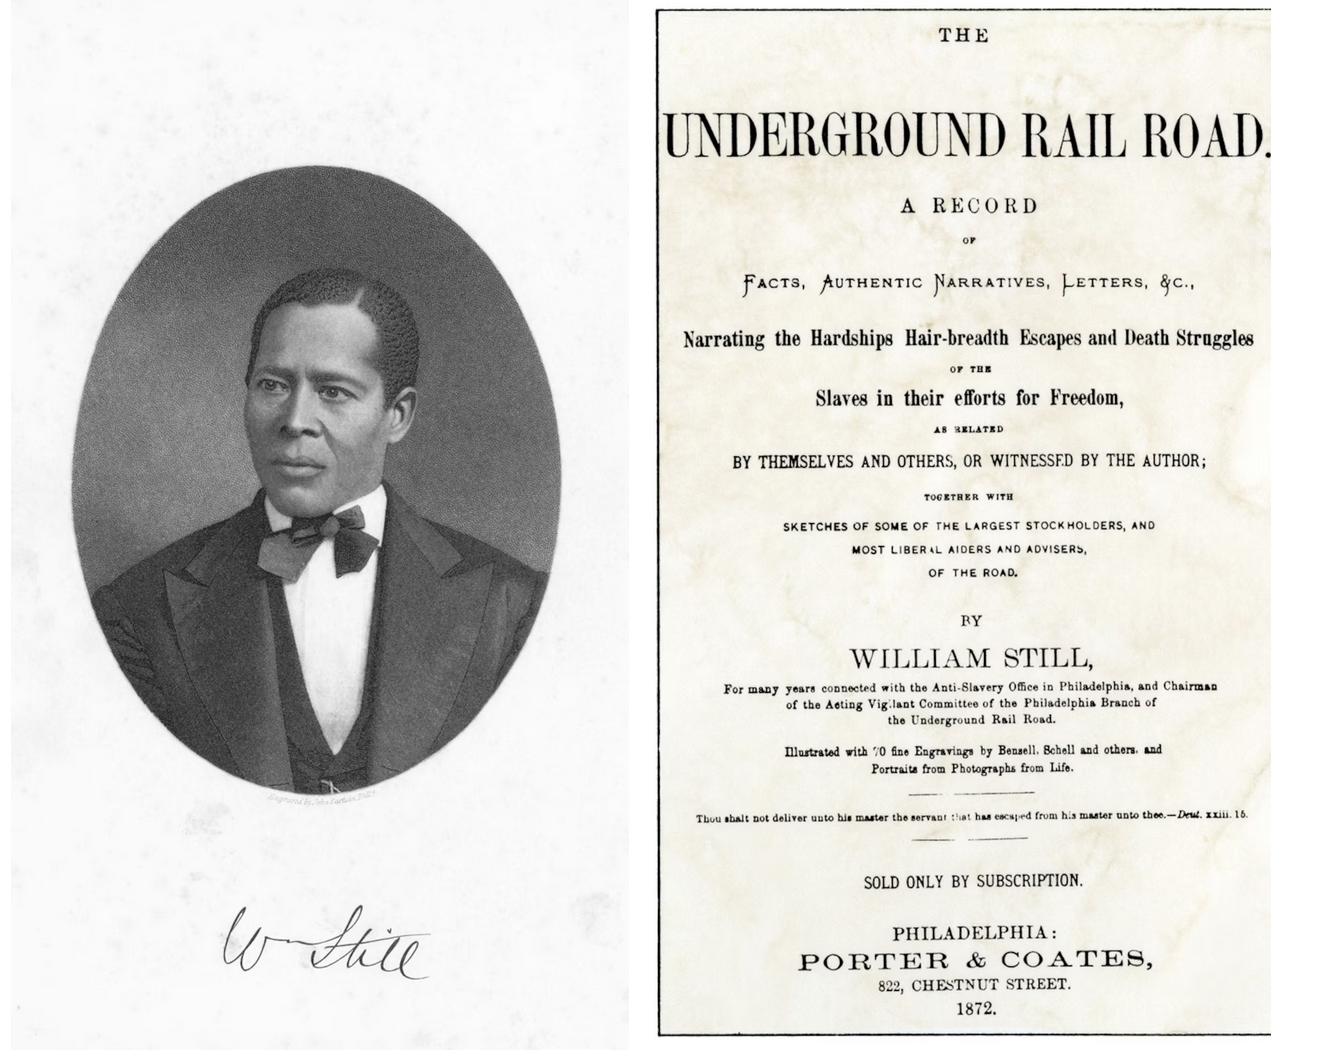 Engraved by John Sartain, Phil.ª
Wm Still
THE
UNDERGROUND RAIL ROAD.
A RECORD
OF
FACTS, AUTHENTIC NARRATIVES, LETTERS, &C.,
Narrating the Hardships Hair-breadth Escapes and Death Struggles
OF THE
Slaves in their efforts for Freedom,
AS RELATED
BY THEMSELVES AND OTHERS, OR WITNESSED BY THE AUTHOR;
TOGETHER WITH
SKETCHES OF SOME OF THE LARGEST STOCKHOLDERS, AND
MOST LIBERAL AIDERS AND ADVISERS,
OF THE ROAD.
BY
WILLIAM STILL,
For many years connected with the Anti-Slavery Office in Philadelphia, and Chairman
of the Acting Vigilant Committee of the Philadelphia Branch of
the Underground Rail Road.
Illustrated with 70 fine Engravings by Bensell, Schell and others, and
Portraits from Photographs from Life.
Thou shalt not deliver unto his master the servant that has escaped from his master unto thee.—Deut. xxiii. 15.
SOLD ONLY BY SUBSCRIPTION.
PHILADELPHIA:
PORTER & COATES,
822, CHESTNUT STREET.
1872.